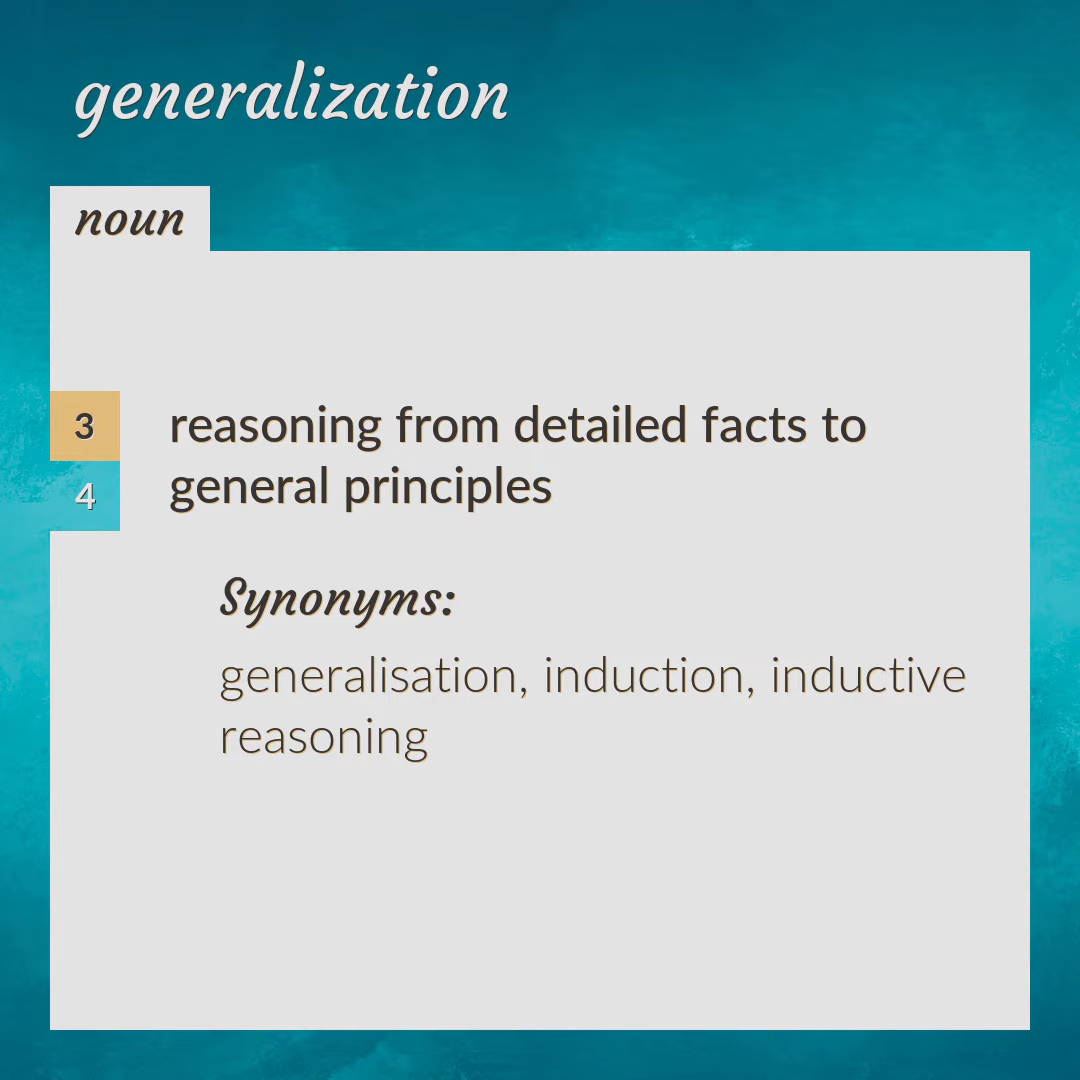 generalization
noun
3
reasoning from detailed facts to
general principles
4
Synonyms:
generalisation, induction, inductive
reasoning